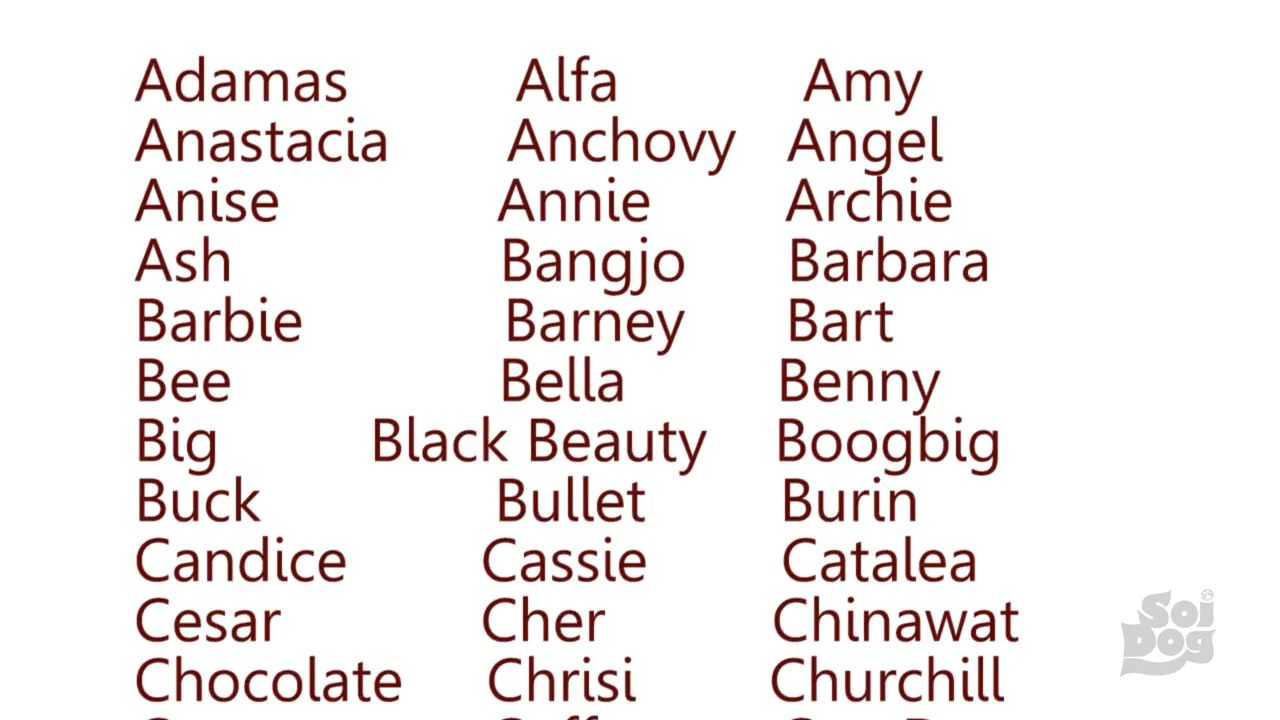 Adamas Alfa Amy
Anastacia Anchovy Angel
Anise Annie Archie
Ash Bangjo Barbara
Barbie Barney Bart
Bee Bella Benny
Big Black Beauty Boogbig
Buck Bullet Burin
Candice Cassie Catalea
Cesar Cher Chinawat
Chocolate Chrisi Churchill
Soi
Dog